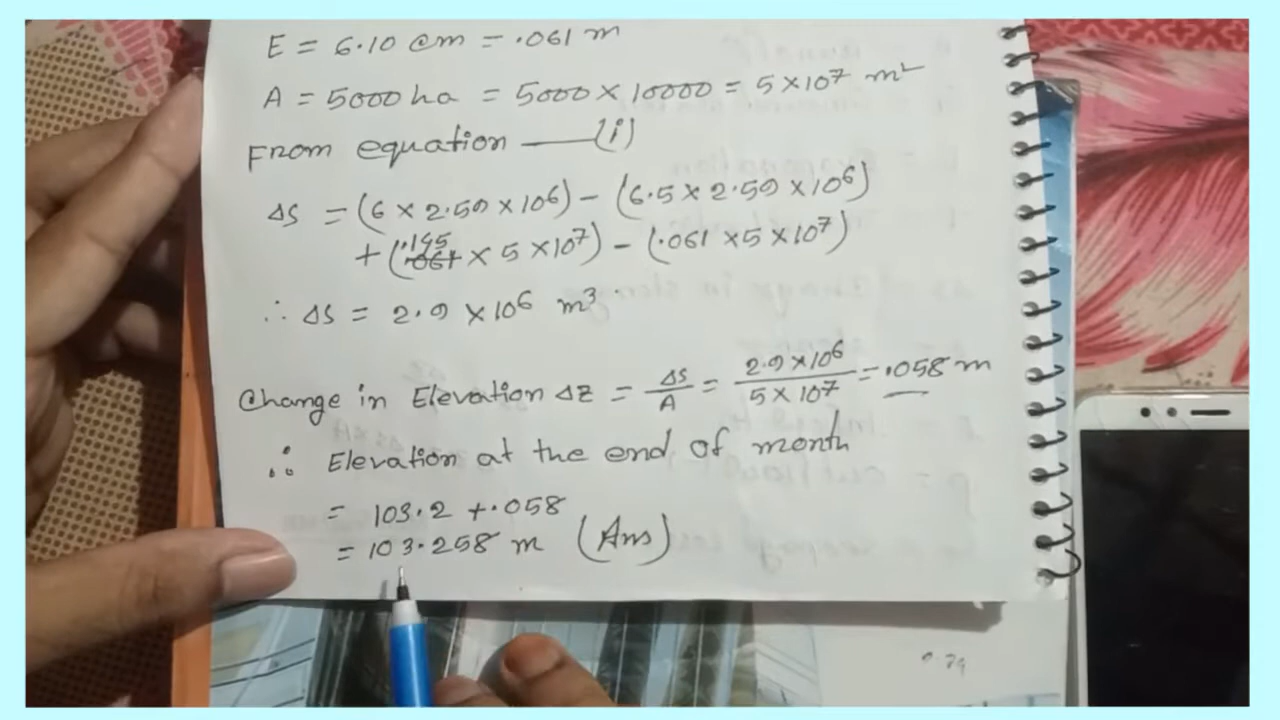 E = 6.10 cm = .061 m
A = 5000 ha = 5000 × 10000 = 5 × 10⁷ m²
From equation —(i)
ΔS = (6 × 2.59 × 10⁶) - (6.5 × 2.59 × 10⁶)
+ (.195 × 5 × 10⁷) - (.061 × 5 × 10⁷)
∴ ΔS = 2.9 × 10⁶ m³
Change in Elevation ΔZ = ΔS/A = 2.9 × 10⁶/5 × 10⁷ = .058 m
∴ Elevation at the end of month
= 103.2 + .058
= 103.258 m (Ans)